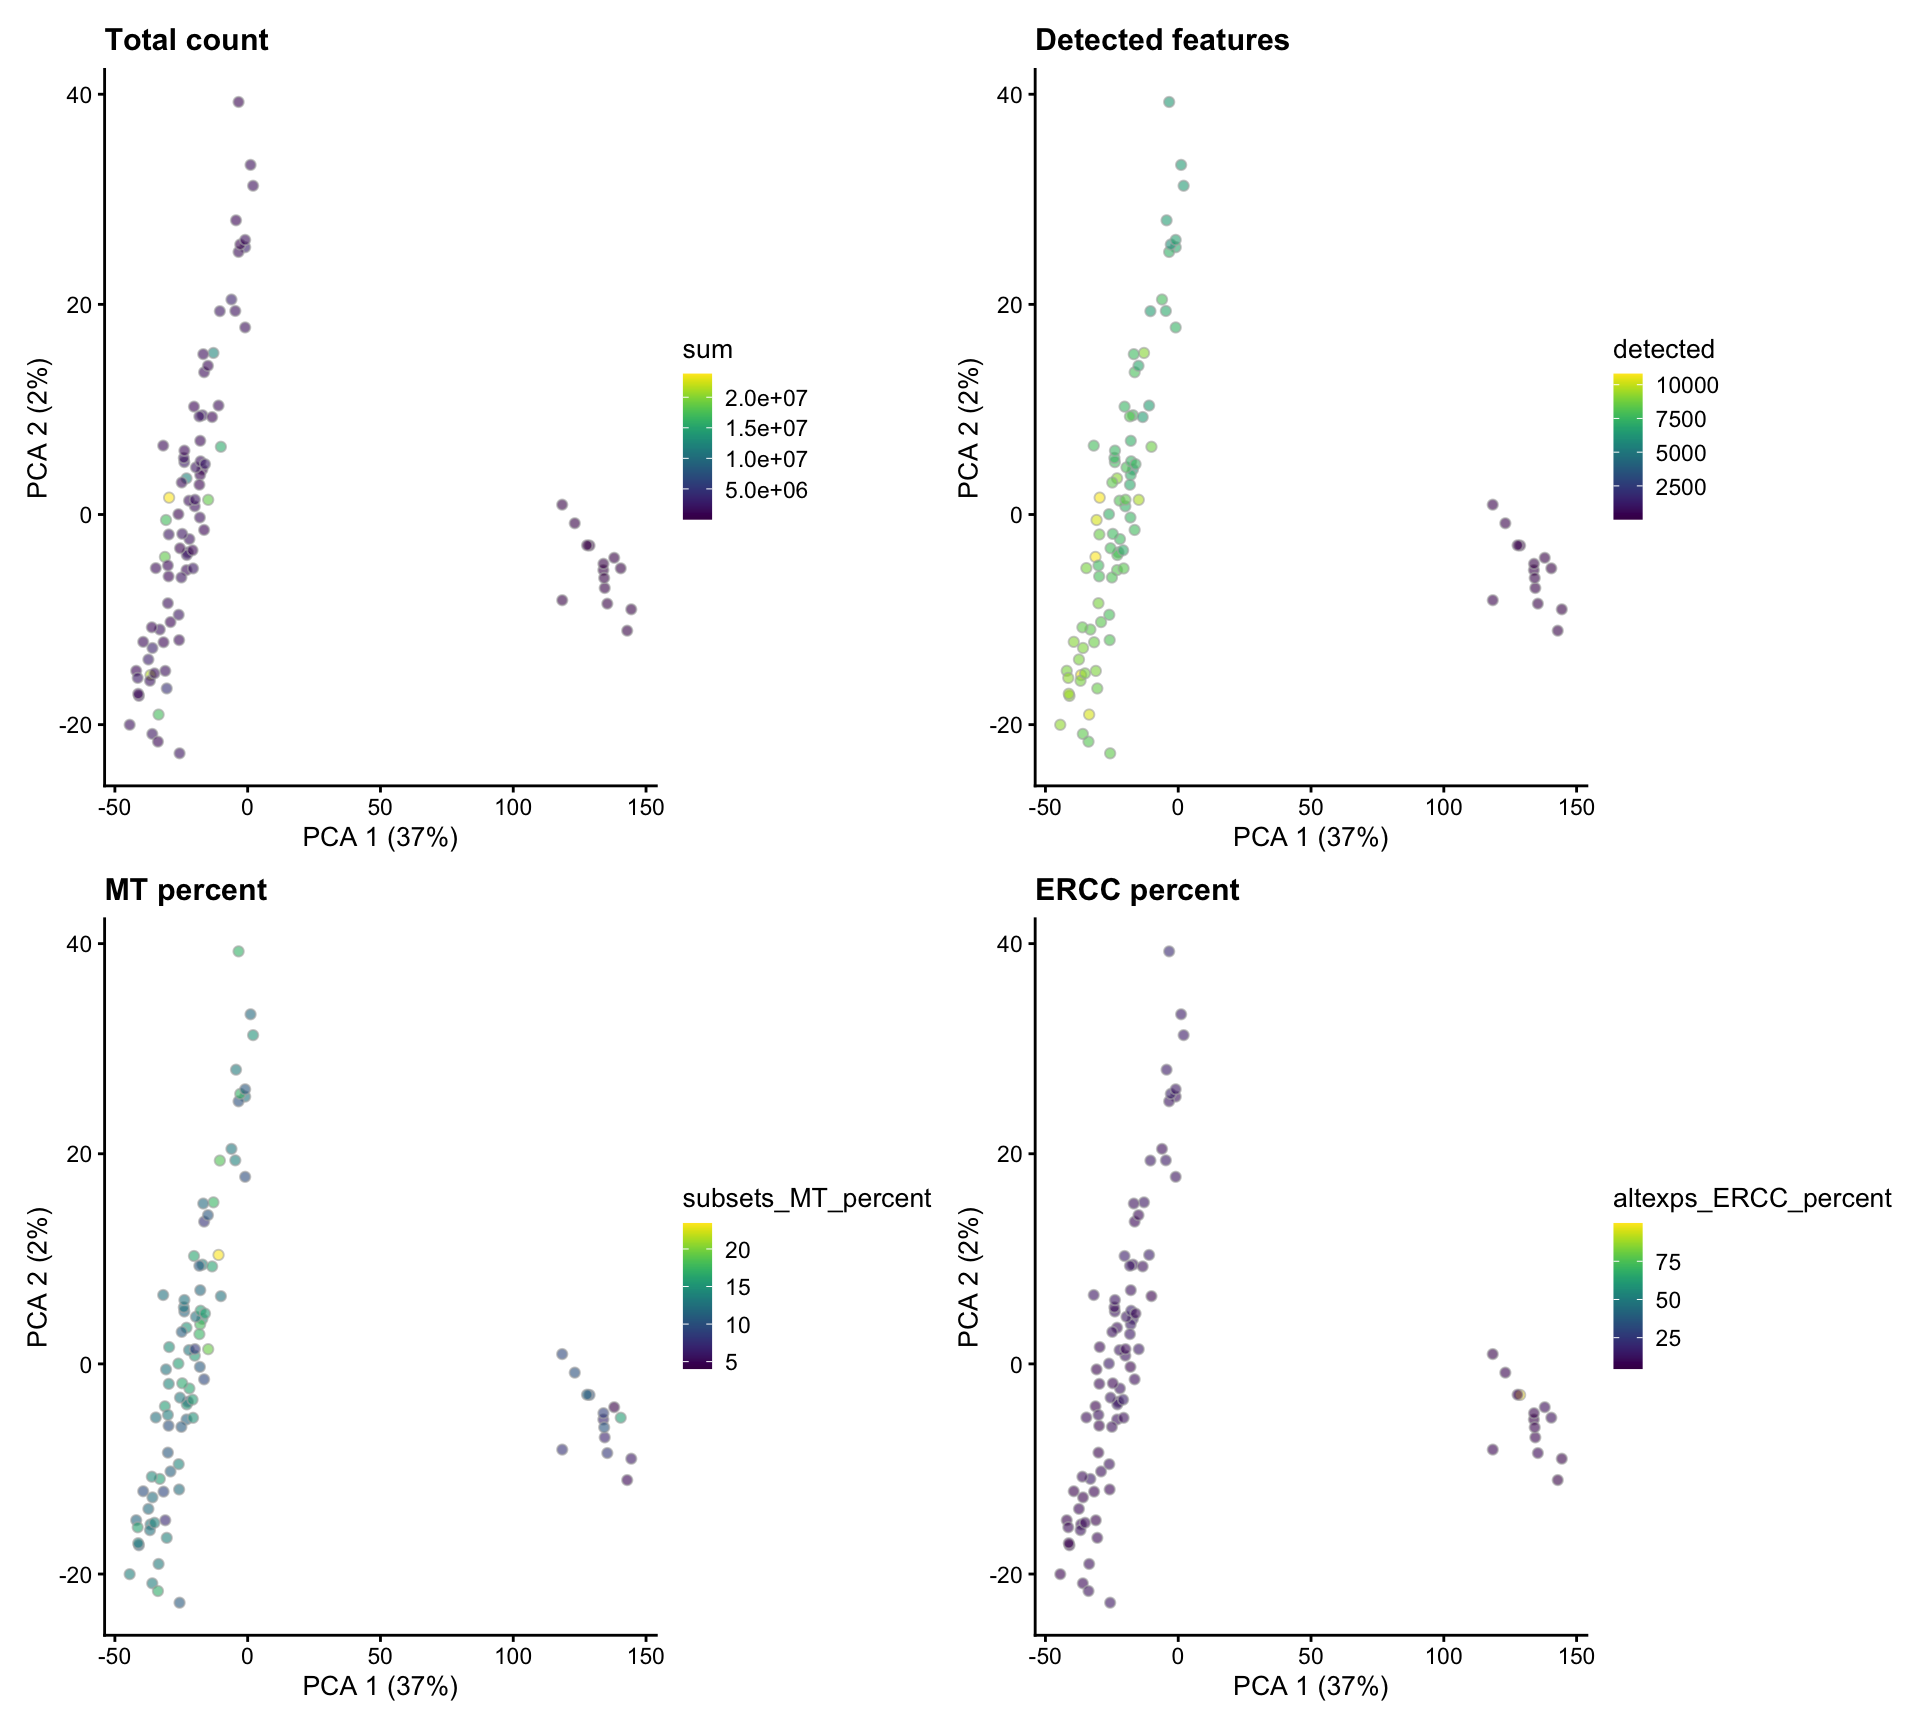 Total count
40
20
0
-20
PCA 2 (2%)
-50 0 50 100 150
PCA 1 (37%)
sum
2.0e+07
1.5e+07
1.0e+07
5.0e+06
Detected features
40
20
0
-20
PCA 2 (2%)
-50 0 50 100 150
PCA 1 (37%)
detected
10000
7500
5000
2500
MT percent
40
20
0
-20
PCA 2 (2%)
-50 0 50 100 150
PCA 1 (37%)
subsets_MT_percent
20
15
10
5
ERCC percent
40
20
0
-20
PCA 2 (2%)
-50 0 50 100 150
PCA 1 (37%)
altexps_ERCC_percent
75
50
25